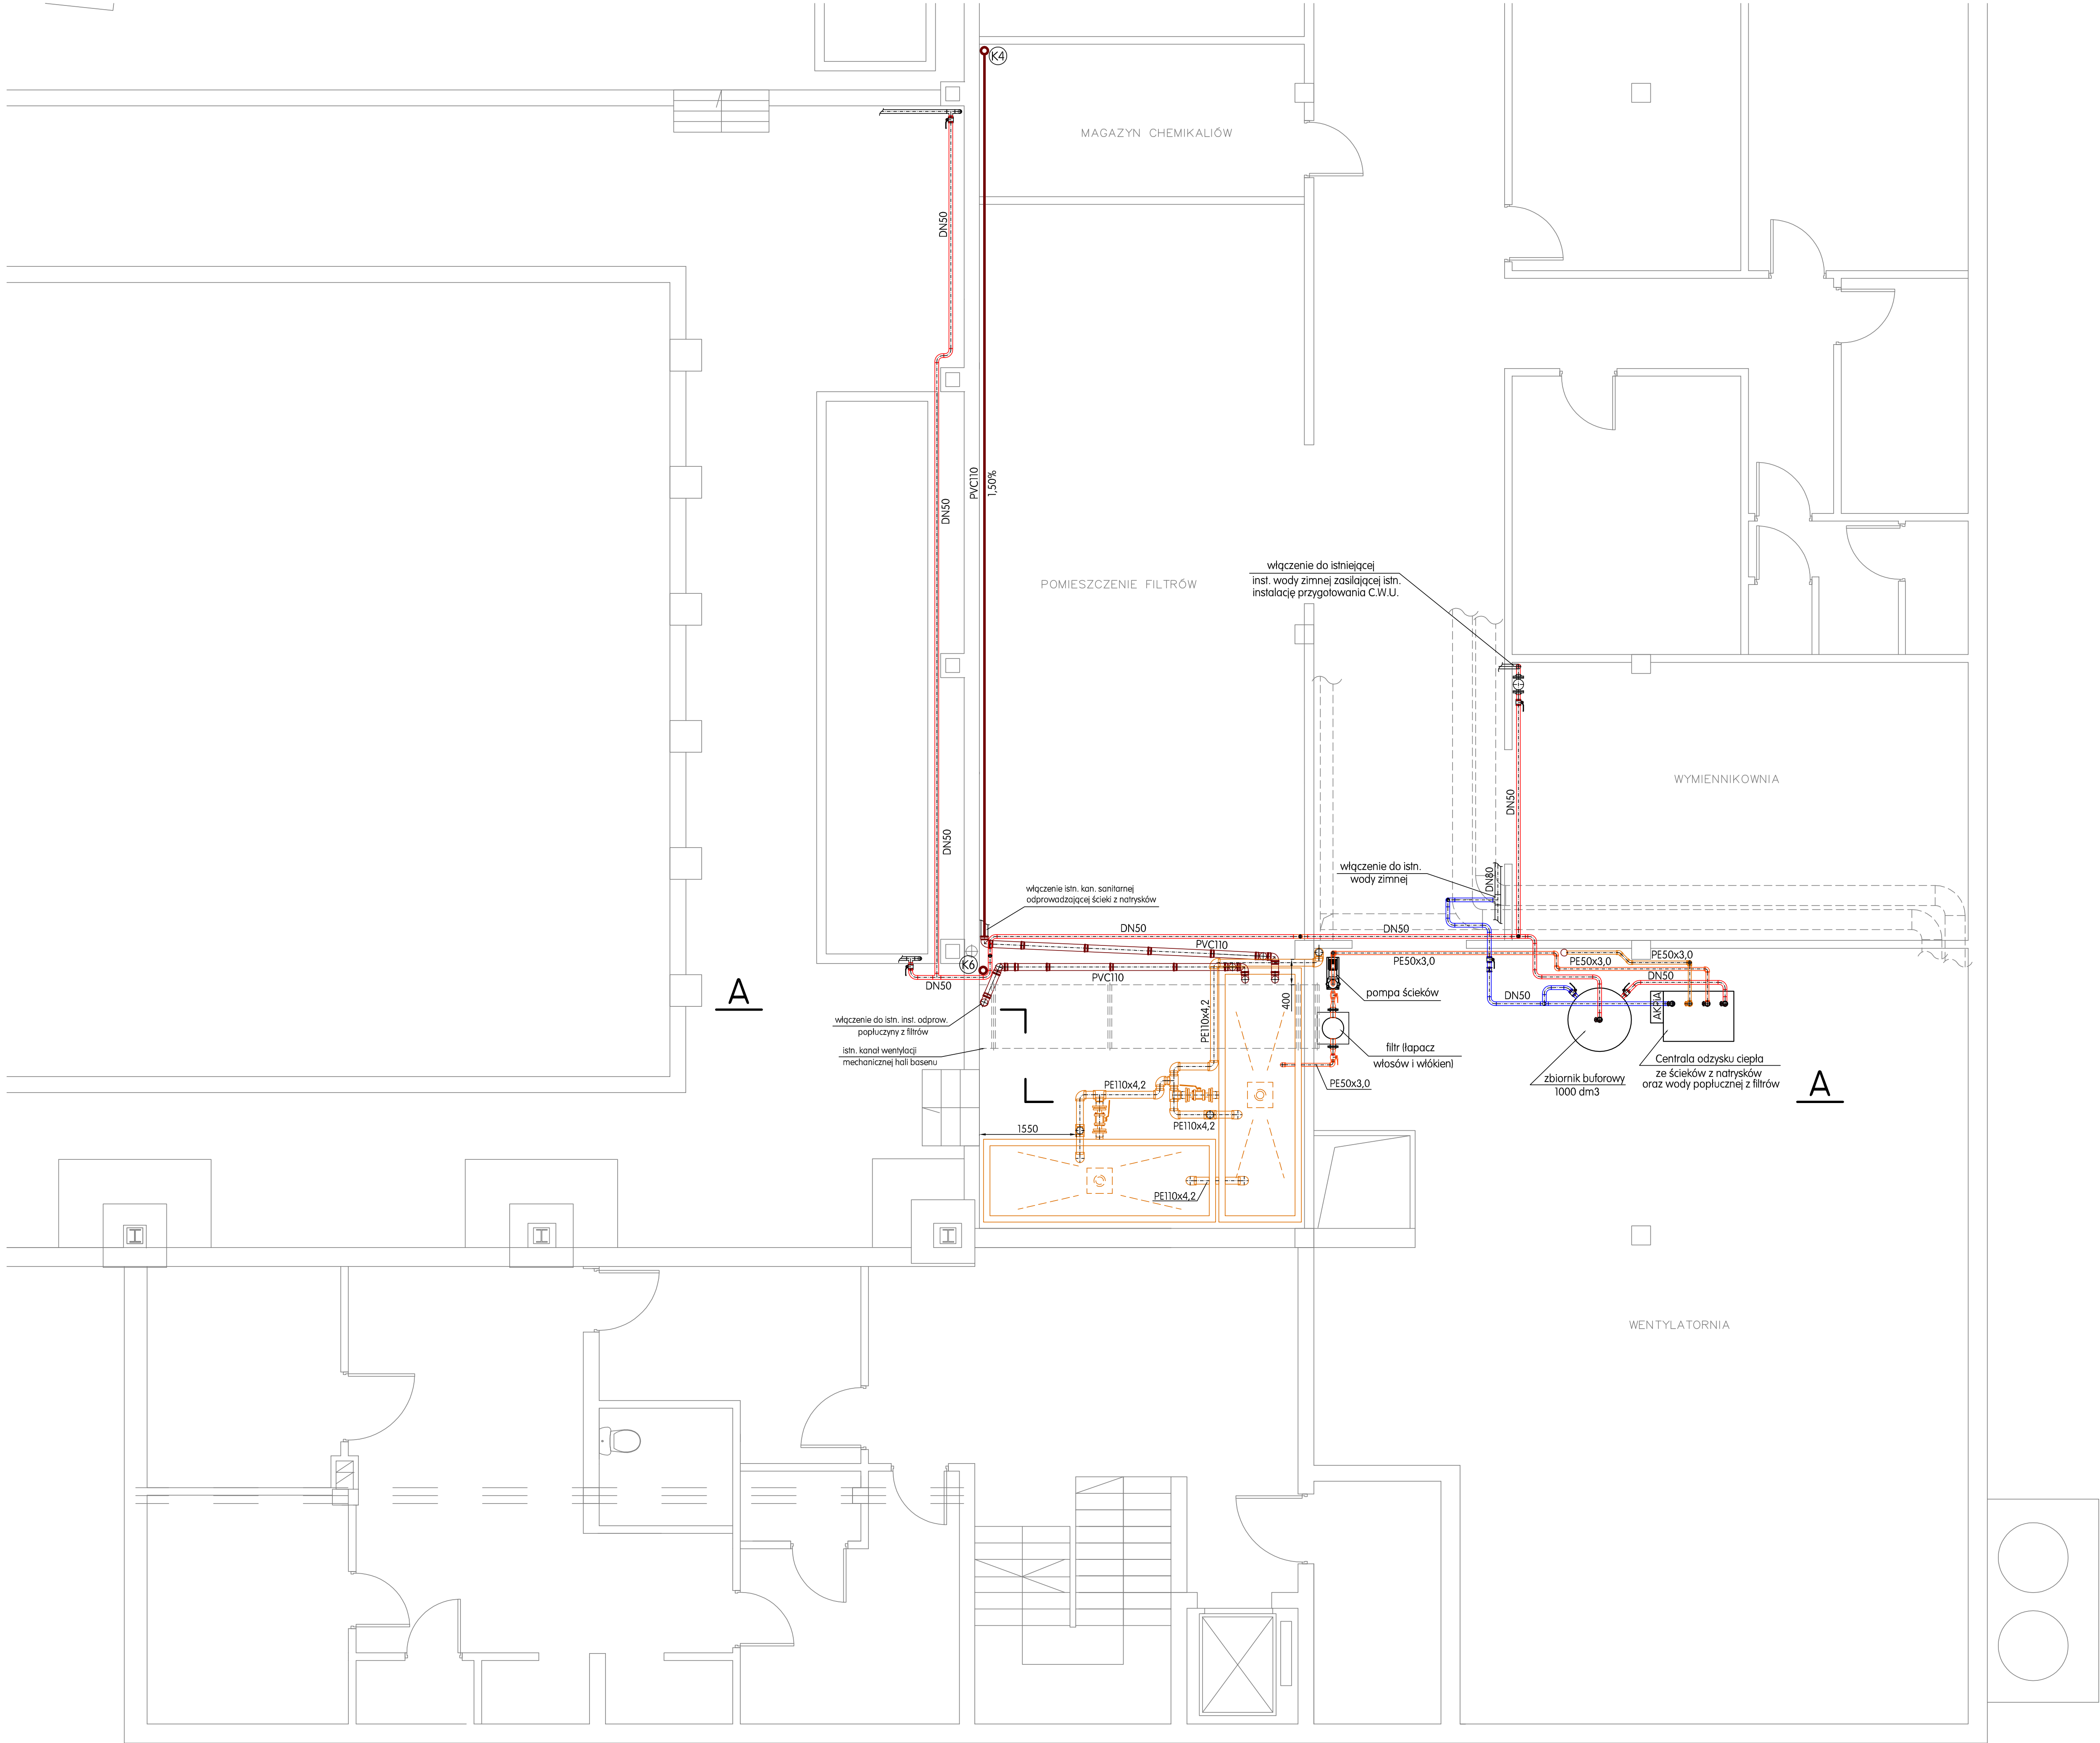 K4
MAGAZYN CHEMIKALIÓW
DN50
PVC110
1,50%
DN50
włączenie do istniejącej
inst. wody zimnej zasilającej istn.
instalację przygotowania C.W.U.
POMIESZCZENIE FILTRÓW
WYMIENNIKOWNIA
DN50
DN50
włączenie do istn.
wody zimnej
DN80
włączenie istn. kan. sanitarnej
odprowadzającej ścieki z natrysków
DN50
DN50
PVC110
K6
PVC110
DN50
PE50x3,0
PE50x3,0
PE50x3,0
DN50
A
pompa ścieków
DN50
AKPiA
400
PE110x4,2
włączenie do istn. inst. odprow.
popłuczyny z filtrów
istn. kanał wentylacji
mechanicznej hali basenu
filtr (łapacz
włosów i włókien)
PE50x3,0
zbiornik buforowy
1000 dm3
Centrala odzysku ciepła
ze ścieków z natrysków
oraz wody popłucznej z filtrów
A
PE110x4,2
PE110x4,2
1550
PE110x4,2
WENTYLATORNIA